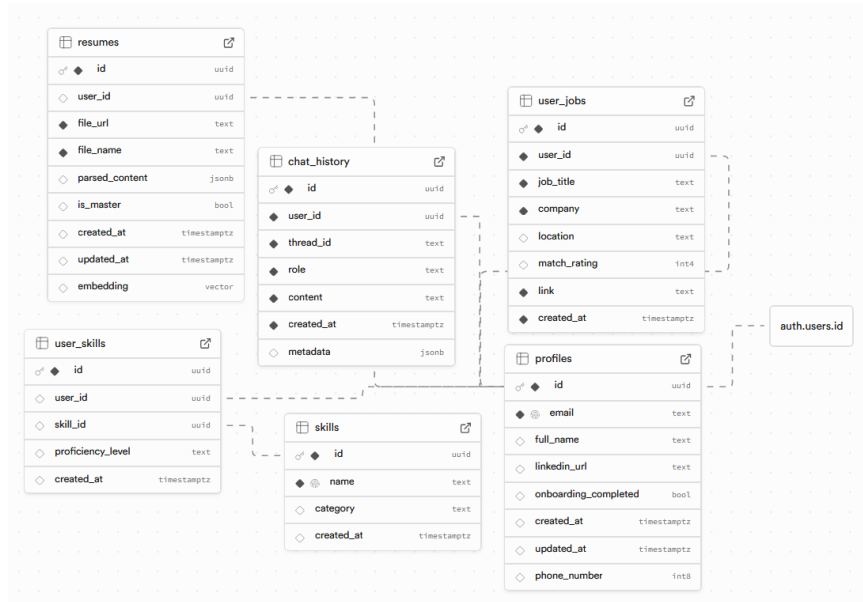 resumes
id uuid
user_id uuid
file_url text
file_name text
parsed_content jsonb
is_master bool
created_at timestamptz
updated_at timestamptz
embedding vector
chat_history
id uuid
user_id uuid
thread_id text
role text
content text
created_at timestamptz
metadata jsonb
user_jobs
id uuid
user_id uuid
job_title text
company text
location text
match_rating int4
link text
created_at timestamptz
auth.users.id
user_skills
id uuid
user_id uuid
skill_id uuid
proficiency_level text
created_at timestamptz
skills
id uuid
name text
category text
created_at timestamptz
profiles
id uuid
email text
full_name text
linkedin_url text
onboarding_completed bool
created_at timestamptz
updated_at timestamptz
phone_number int8